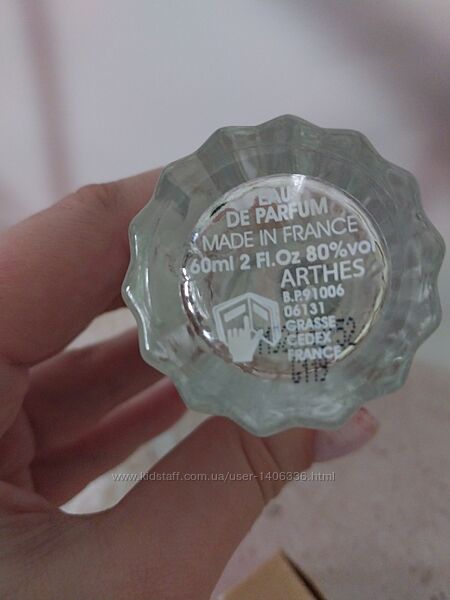 EAU
DE PARFUM
MADE IN FRANCE
60ml 2 Fl.Oz 80%vol
ARTHES
B.P.91006
06131
GRASSE
CEDEX
FRANCE
www.kidstaff.com.ua/user-1406336.html